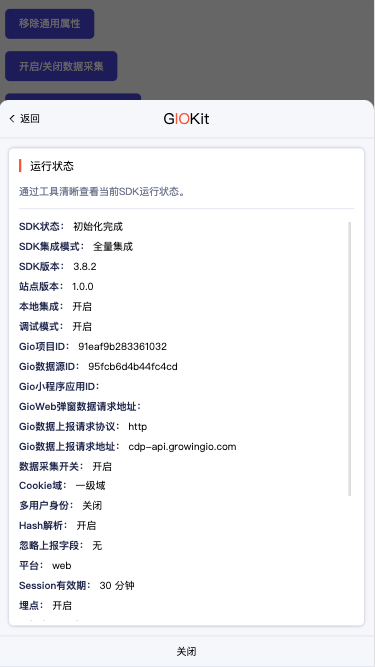 移除通用属性
开启/关闭数据采集
返回
GIOKit
运行状态
通过工具清晰查看当前SDK运行状态。
SDK状态： 初始化完成
SDK集成模式： 全量集成
SDK版本： 3.8.2
站点版本： 1.0.0
本地集成： 开启
调试模式： 开启
Gio项目ID： 91eaf9b283361032
Gio数据源ID： 95fcb6d4b44fc4cd
Gio小程序应用ID：
GioWeb弹窗数据请求地址：
Gio数据上报请求协议： http
Gio数据上报请求地址： cdp-api.growingio.com
数据采集开关： 开启
Cookie域： 一级域
多用户身份： 关闭
Hash解析： 开启
忽略上报字段： 无
平台： web
Session有效期： 30 分钟
埋点： 开启
关闭